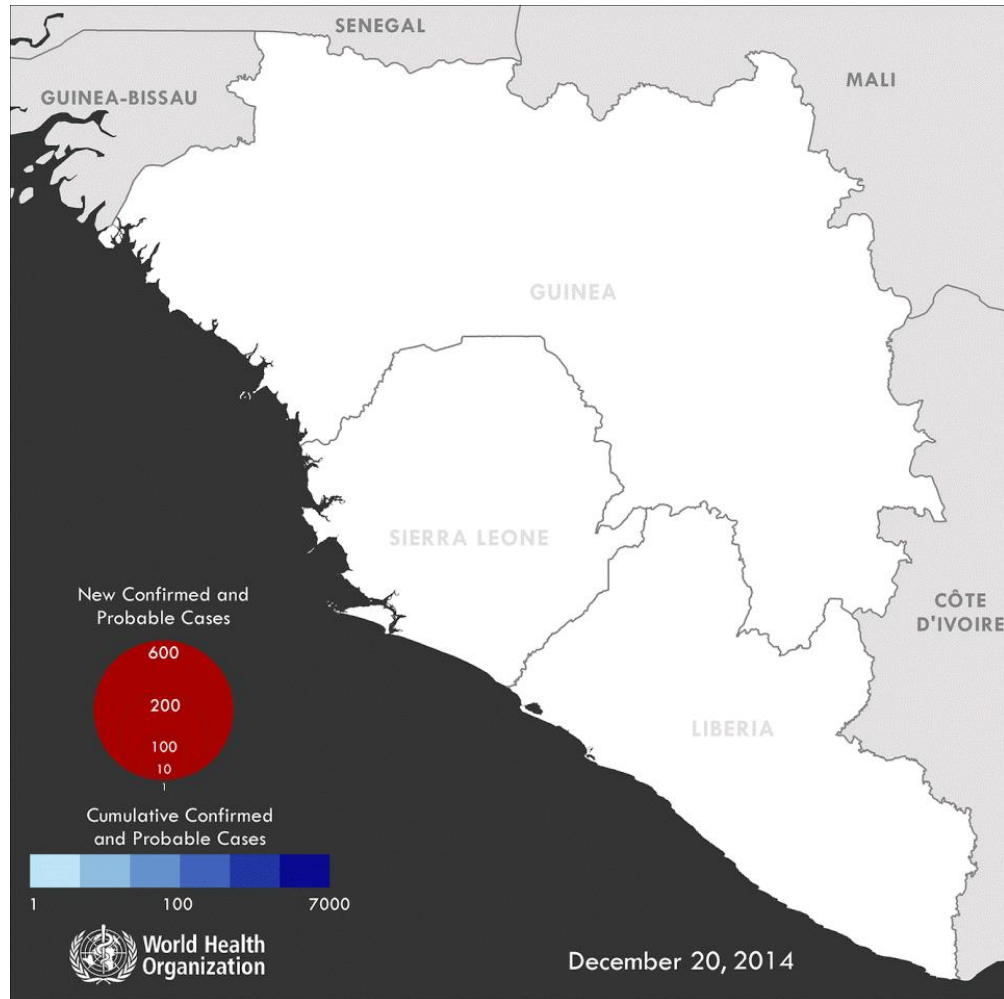 SENEGAL
MALI
GUINEA-BISSAU
GUINEA
SIERRA LEONE
CÔTE
D'IVOIRE
LIBERIA
New Confirmed and
Probable Cases
600
200
100
10
1
Cumulative Confirmed
and Probable Cases
1 100 7000
World Health
Organization
December 20, 2014